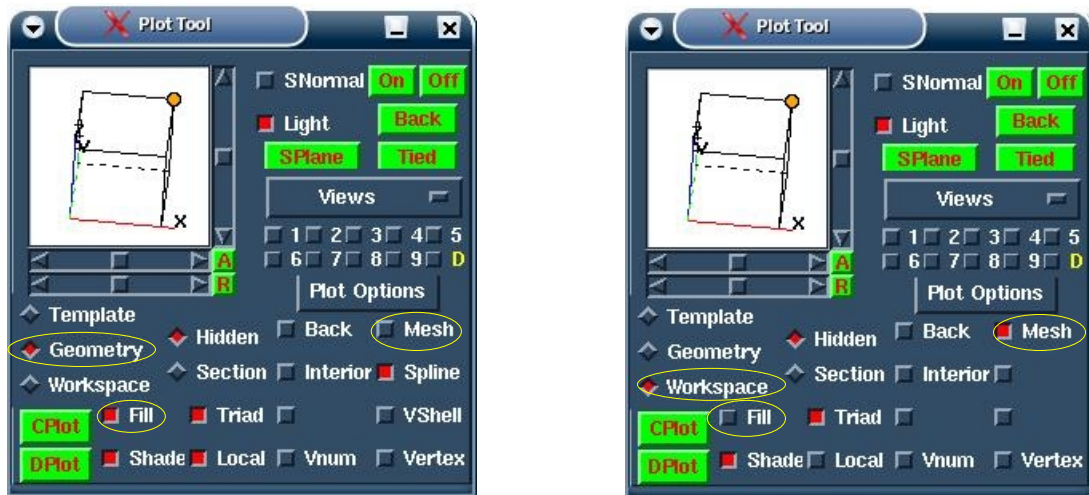 Plot Tool
Y
X
SNormal On Off
Light Back
SPlane Tied
Views
1 2 3 4 5
6 7 8 9 D
A
R
Plot Options
Template
Geometry
Workspace
Hidden
Section
Back Mesh
Interior Spline
CPlot Fill Triad VShell
DPlot Shade Local Vnum Vertex
Plot Tool
Y
X
SNormal On Off
Light Back
SPlane Tied
Views
1 2 3 4 5
6 7 8 9 D
A
R
Plot Options
Template
Geometry
Workspace
Hidden
Section
Back Mesh
Interior
CPlot Fill Triad
DPlot Shade Local Vnum Vertex